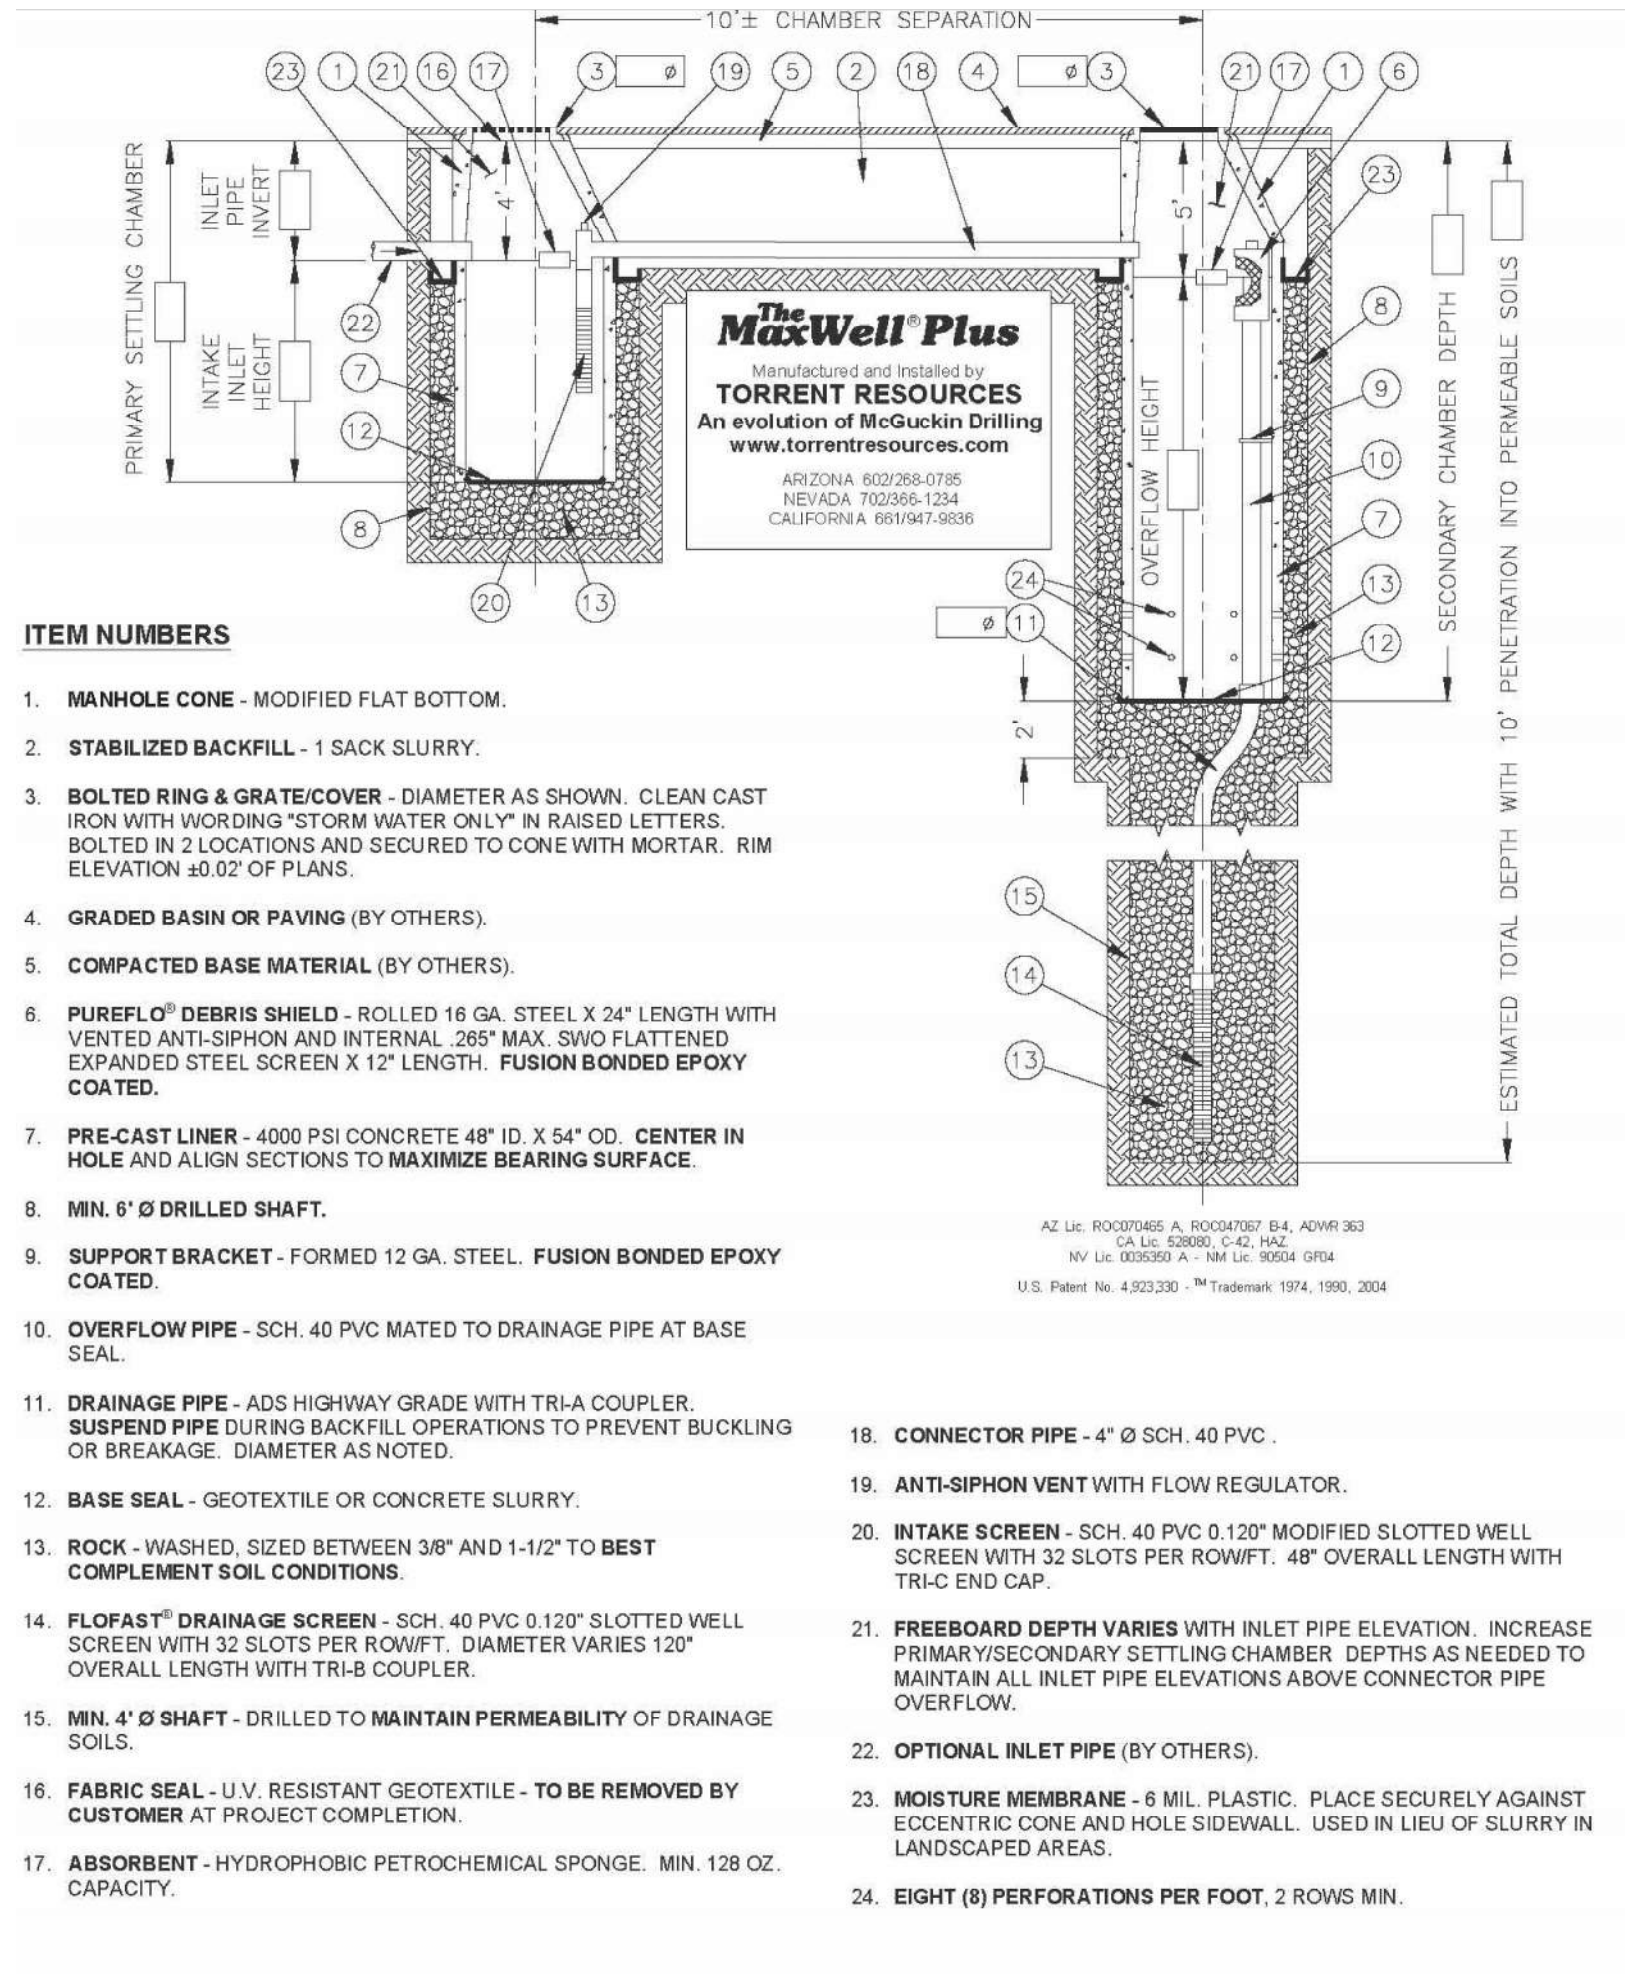 10'± CHAMBER SEPARATION
23 1 21 16 17 3 ø 19 5 2 18 4 ø 3 21 17 1 6
PRIMARY SETTLING CHAMBER
INLET
PIPE
INVERT
INTAKE
INLET
HEIGHT
4'
5'
23
22
7
12
8
20
13
The
MaxWell® Plus
Manufactured and Installed by
TORRENT RESOURCES
An evolution of McGuckin Drilling
www.torrentresources.com
ARIZONA 602/268-0785
NEVADA 702/366-1234
CALIFORNIA 661/947-9836
OVERFLOW HEIGHT
8
9
10
7
13
12
24
ø 11
2'
SECONDARY CHAMBER DEPTH
ESTIMATED TOTAL DEPTH WITH 10' PENETRATION INTO PERMEABLE SOILS
15
14
13
AZ Lic. ROC070465 A, ROC047067 B-4, ADWR 363
CA Lic. 528080, C-42, HAZ.
NV Lic. 0035350 A - NM Lic. 90504 GF04
U.S. Patent No. 4,923,330 - TM Trademark 1974, 1990, 2004
ITEM NUMBERS
1. MANHOLE CONE - MODIFIED FLAT BOTTOM.
2. STABILIZED BACKFILL - 1 SACK SLURRY.
3. BOLTED RING & GRATE/COVER - DIAMETER AS SHOWN. CLEAN CAST
IRON WITH WORDING "STORM WATER ONLY" IN RAISED LETTERS.
BOLTED IN 2 LOCATIONS AND SECURED TO CONE WITH MORTAR. RIM
ELEVATION ±0.02' OF PLANS.
4. GRADED BASIN OR PAVING (BY OTHERS).
5. COMPACTED BASE MATERIAL (BY OTHERS).
6. PUREFLO® DEBRIS SHIELD - ROLLED 16 GA. STEEL X 24" LENGTH WITH
VENTED ANTI-SIPHON AND INTERNAL .265" MAX. SWO FLATTENED
EXPANDED STEEL SCREEN X 12" LENGTH. FUSION BONDED EPOXY
COATED.
7. PRE-CAST LINER - 4000 PSI CONCRETE 48" ID. X 54" OD. CENTER IN
HOLE AND ALIGN SECTIONS TO MAXIMIZE BEARING SURFACE.
8. MIN. 6' Ø DRILLED SHAFT.
9. SUPPORT BRACKET - FORMED 12 GA. STEEL. FUSION BONDED EPOXY
COATED.
10. OVERFLOW PIPE - SCH. 40 PVC MATED TO DRAINAGE PIPE AT BASE
SEAL.
11. DRAINAGE PIPE - ADS HIGHWAY GRADE WITH TRI-A COUPLER.
SUSPEND PIPE DURING BACKFILL OPERATIONS TO PREVENT BUCKLING
OR BREAKAGE. DIAMETER AS NOTED.
12. BASE SEAL - GEOTEXTILE OR CONCRETE SLURRY.
13. ROCK - WASHED, SIZED BETWEEN 3/8" AND 1-1/2" TO BEST
COMPLEMENT SOIL CONDITIONS.
14. FLOFAST® DRAINAGE SCREEN - SCH. 40 PVC 0.120" SLOTTED WELL
SCREEN WITH 32 SLOTS PER ROW/FT. DIAMETER VARIES 120"
OVERALL LENGTH WITH TRI-B COUPLER.
15. MIN. 4' Ø SHAFT - DRILLED TO MAINTAIN PERMEABILITY OF DRAINAGE
SOILS.
16. FABRIC SEAL - U.V. RESISTANT GEOTEXTILE - TO BE REMOVED BY
CUSTOMER AT PROJECT COMPLETION.
17. ABSORBENT - HYDROPHOBIC PETROCHEMICAL SPONGE. MIN. 128 OZ.
CAPACITY.
18. CONNECTOR PIPE - 4" Ø SCH. 40 PVC .
19. ANTI-SIPHON VENT WITH FLOW REGULATOR.
20. INTAKE SCREEN - SCH. 40 PVC 0.120" MODIFIED SLOTTED WELL
SCREEN WITH 32 SLOTS PER ROW/FT. 48" OVERALL LENGTH WITH
TRI-C END CAP.
21. FREEBOARD DEPTH VARIES WITH INLET PIPE ELEVATION. INCREASE
PRIMARY/SECONDARY SETTLING CHAMBER DEPTHS AS NEEDED TO
MAINTAIN ALL INLET PIPE ELEVATIONS ABOVE CONNECTOR PIPE
OVERFLOW.
22. OPTIONAL INLET PIPE (BY OTHERS).
23. MOISTURE MEMBRANE - 6 MIL. PLASTIC. PLACE SECURELY AGAINST
ECCENTRIC CONE AND HOLE SIDEWALL. USED IN LIEU OF SLURRY IN
LANDSCAPED AREAS.
24. EIGHT (8) PERFORATIONS PER FOOT, 2 ROWS MIN.